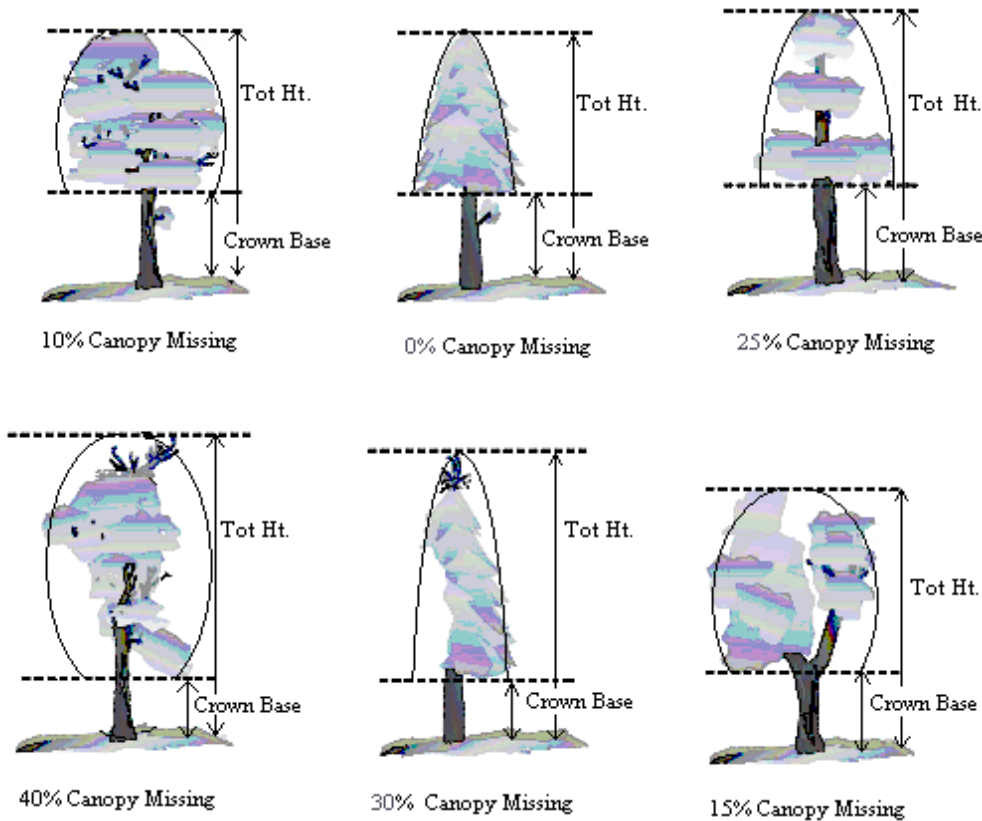 Tot Ht.
Crown Base
10% Canopy Missing
Tot Ht.
Crown Base
0% Canopy Missing
Tot Ht.
Crown Base
25% Canopy Missing
Tot Ht.
Crown Base
40% Canopy Missing
Tot Ht.
Crown Base
30% Canopy Missing
Tot Ht.
Crown Base
15% Canopy Missing